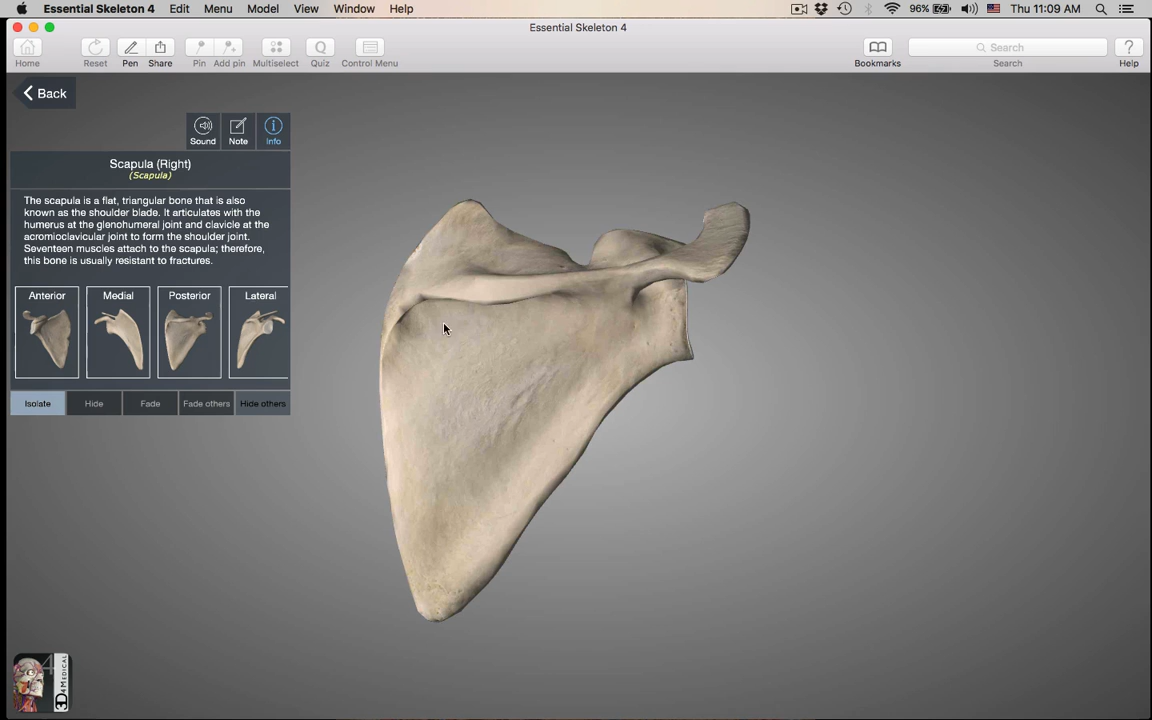 Essential Skeleton 4 Edit Menu Model View Window Help 96% Thu 11:09 AM
Essential Skeleton 4
Home Reset Pen Share Pin Add pin Multiselect Q Quiz Control Menu Bookmarks Search Search ? Help
Back
Sound Note Info
Scapula (Right)
(Scapula)
The scapula is a flat, triangular bone that is also
known as the shoulder blade. It articulates with the
humerus at the glenohumeral joint and clavicle at the
acromioclavicular joint to form the shoulder joint.
Seventeen muscles attach to the scapula; therefore,
this bone is usually resistant to fractures.
Anterior Medial Posterior Lateral
Isolate Hide Fade Fade others Hide others
4
3D4MEDICAL